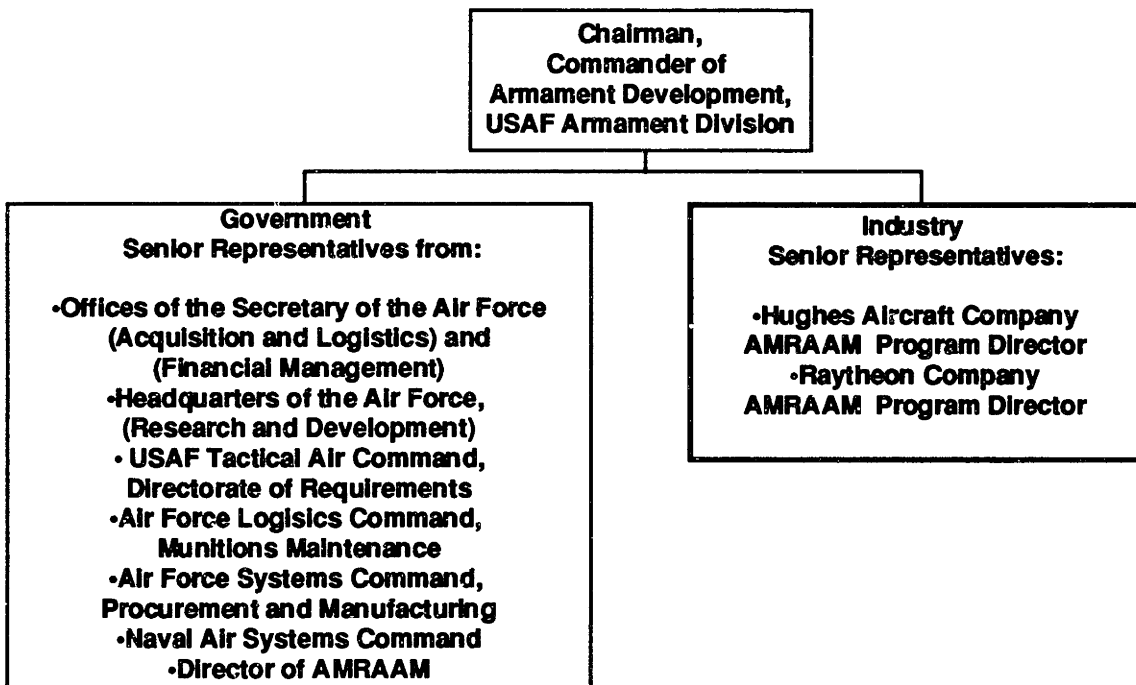 Chairman,
Commander of
Armament Development,
USAF Armament Division
Government
Senior Representatives from:
•Offices of the Secretary of the Air Force
(Acquisition and Logistics) and
(Financial Management)
•Headquarters of the Air Force,
(Research and Development)
• USAF Tactical Air Command,
Directorate of Requirements
•Air Force Logisics Command,
Munitions Maintenance
•Air Force Systems Command,
Procurement and Manufacturing
•Naval Air Systems Command
•Director of AMRAAM
Industry
Senior Representatives:
•Hughes Aircraft Company
AMRAAM Program Director
•Raytheon Company
AMRAAM Program Director